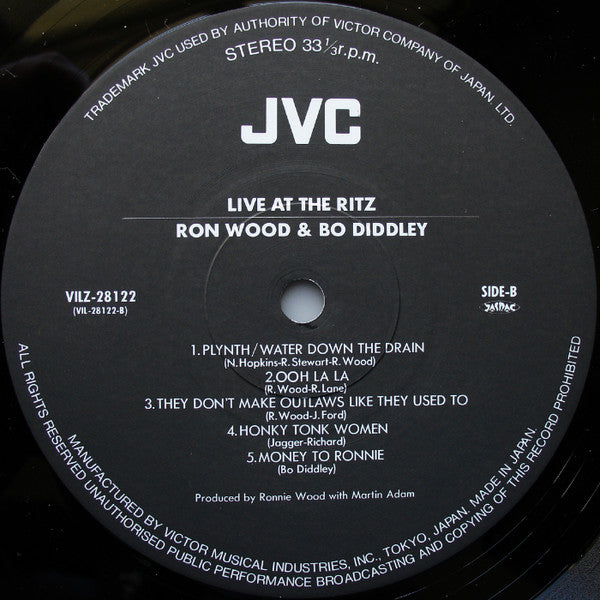 TRADEMARK JVC USED BY AUTHORITY OF VICTOR COMPANY OF JAPAN LTD.
STEREO 33 1/3 r.p.m.
JVC
LIVE AT THE RITZ
RON WOOD & BO DIDDLEY
VILZ-28122
(VIL-28122-B)
SIDE-B
JASRAC
1. PLYNTH/WATER DOWN THE DRAIN
(N. Hopkins-R. Stewart-R. Wood)
2. OOH LA LA
(R. Wood-R. Lane)
3. THEY DON'T MAKE OUTLAWS LIKE THEY USED TO
(R. Wood-J. Ford)
4. HONKY TONK WOMEN
(Jagger-Richard)
5. MONEY TO RONNIE
(Bo Diddley)
Produced by Ronnie Wood with Martin Adam
MANUFACTURED BY VICTOR MUSICAL INDUSTRIES, INC., TOKYO, JAPAN. MADE IN JAPAN.
ALL RIGHTS RESERVED UNAUTHORISED PUBLIC PERFORMANCE BROADCASTING AND COPYING OF THIS RECORD PROHIBITED